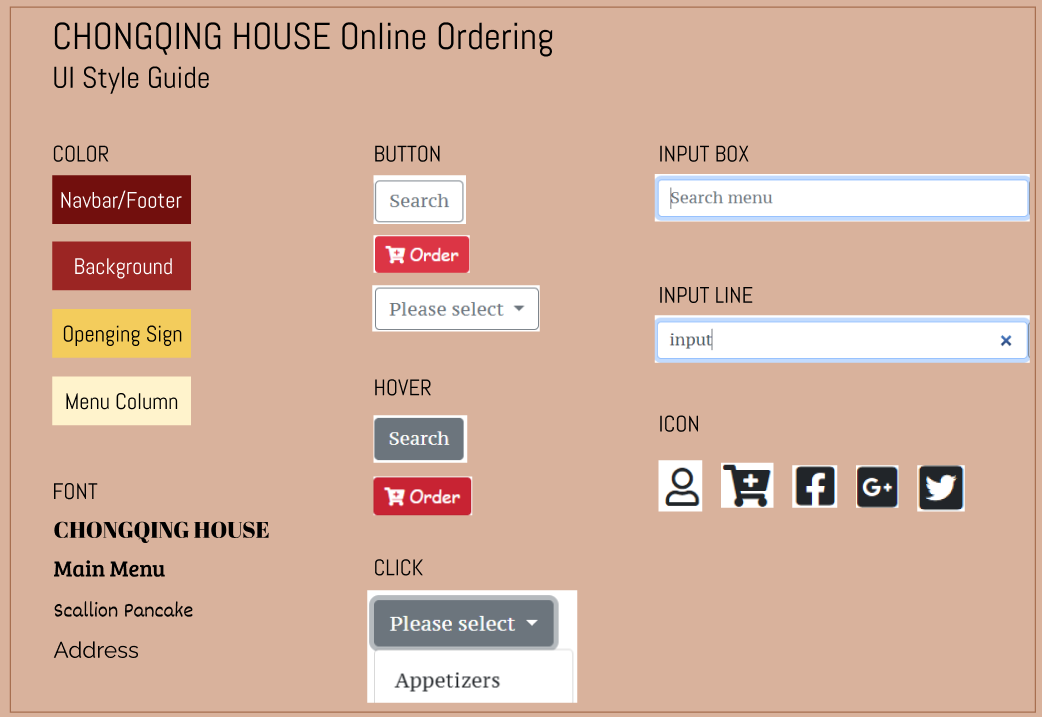 CHONGQING HOUSE Online Ordering
UI Style Guide
COLOR
Navbar/Footer
Background
Openging Sign
Menu Column
FONT
CHONGQING HOUSE
Main Menu
Scallion Pancake
Address
BUTTON
Search
Order
Please select
HOVER
Search
Order
CLICK
Please select
Appetizers
INPUT BOX
Search menu
INPUT LINE
input
ICON
G+